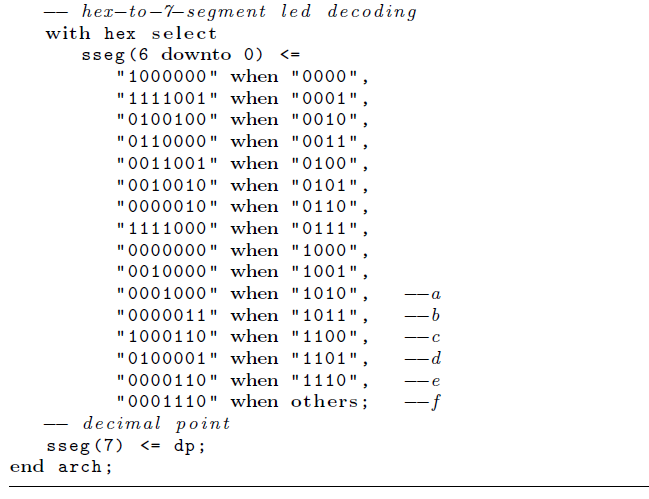 -- hex-to-7-segment led decoding
with hex select
sseg(6 downto 0) <=
"1000000" when "0000",
"1111001" when "0001",
"0100100" when "0010",
"0110000" when "0011",
"0011001" when "0100",
"0010010" when "0101",
"0000010" when "0110",
"1111000" when "0111",
"0000000" when "1000",
"0010000" when "1001",
"0001000" when "1010", --a
"0000011" when "1011", --b
"1000110" when "1100", --c
"0100001" when "1101", --d
"0000110" when "1110", --e
"0001110" when others; --f
-- decimal point
sseg(7) <= dp;
end arch;